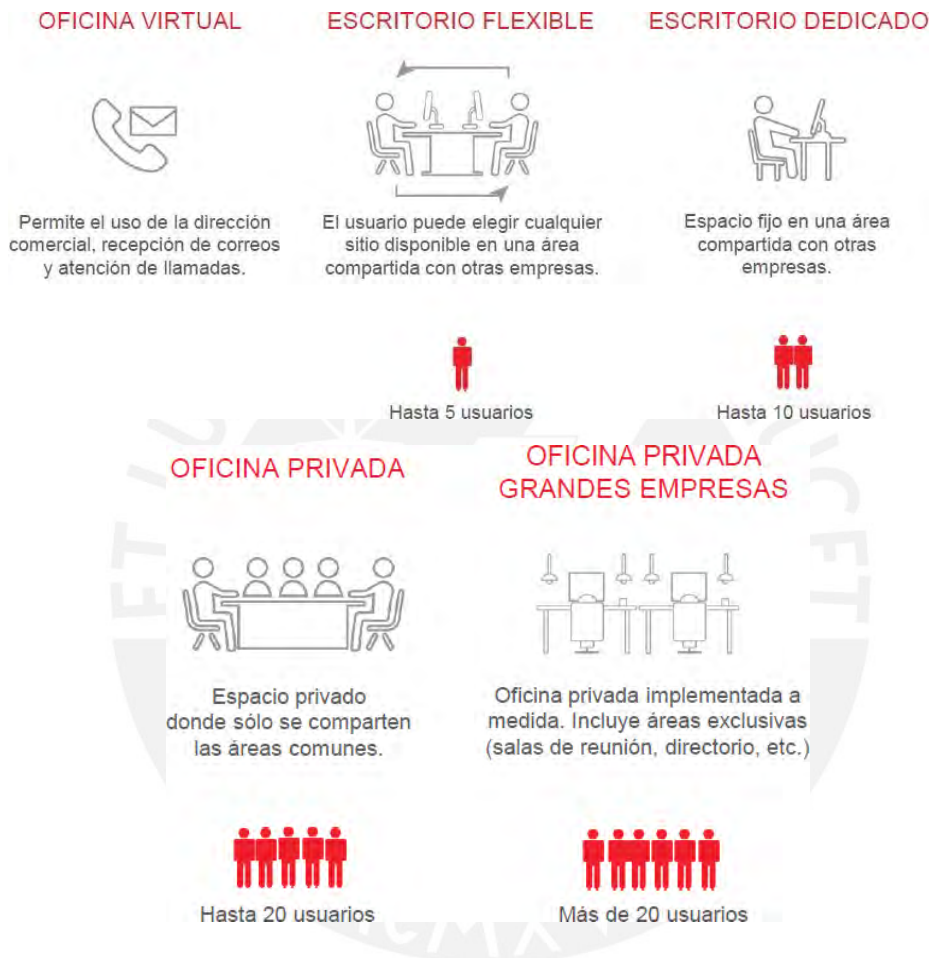 OFICINA VIRTUAL
Permite el uso de la dirección
comercial, recepción de correos
y atención de llamadas.
ESCRITORIO FLEXIBLE
El usuario puede elegir cualquier
sitio disponible en una área
compartida con otras empresas.
Hasta 5 usuarios
ESCRITORIO DEDICADO
Espacio fijo en una área
compartida con otras
empresas.
Hasta 10 usuarios
OFICINA PRIVADA
Espacio privado
donde sólo se comparten
las áreas comunes.
Hasta 20 usuarios
OFICINA PRIVADA
GRANDES EMPRESAS
Oficina privada implementada a
medida. Incluye áreas exclusivas
(salas de reunión, directorio, etc.)
Más de 20 usuarios